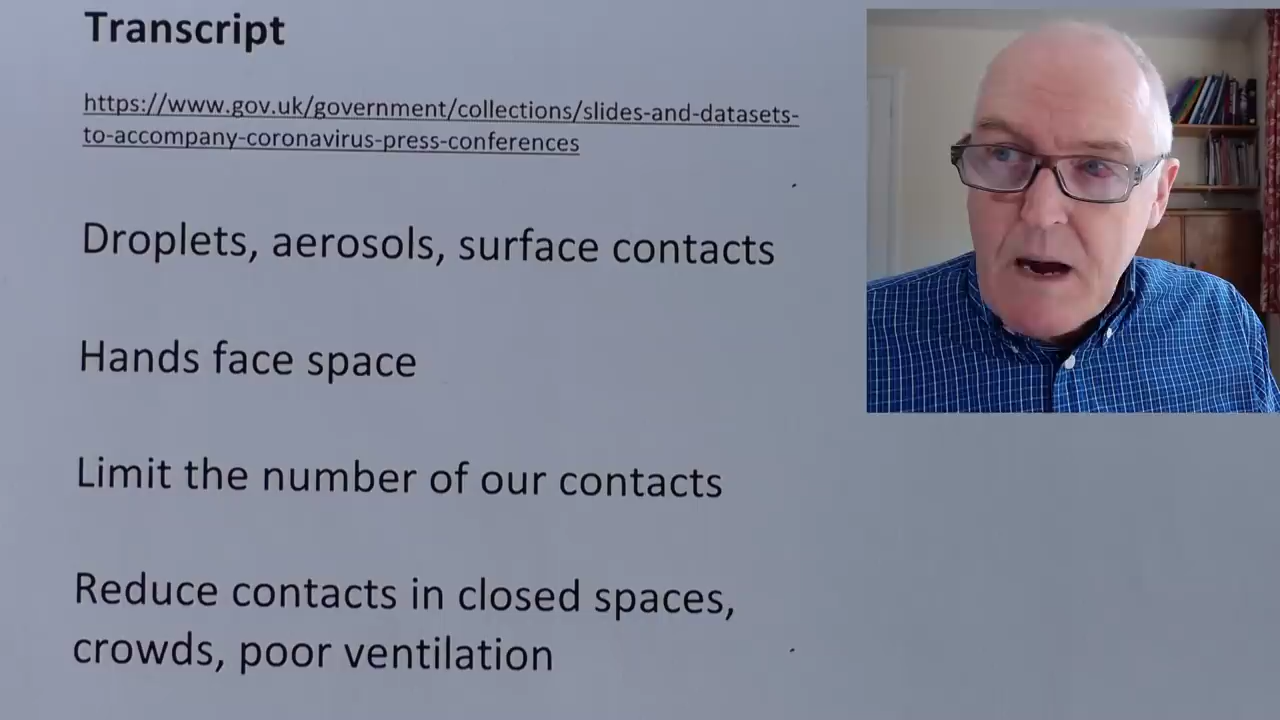 Transcript
https://www.gov.uk/government/collections/slides-and-datasets-
to-accompany-coronavirus-press-conferences
Droplets, aerosols, surface contacts
Hands face space
Limit the number of our contacts
Reduce contacts in closed spaces,
crowds, poor ventilation